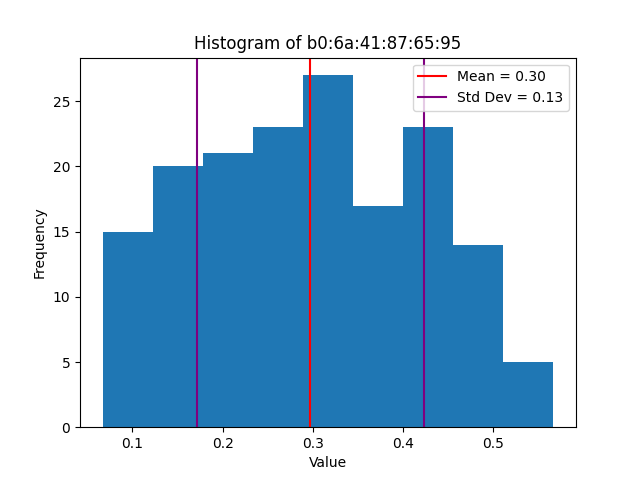 Histogram of b0:6a:41:87:65:95
Mean = 0.30
Std Dev = 0.13
Frequency
25
20
15
10
5
0
0.1 0.2 0.3 0.4 0.5
Value